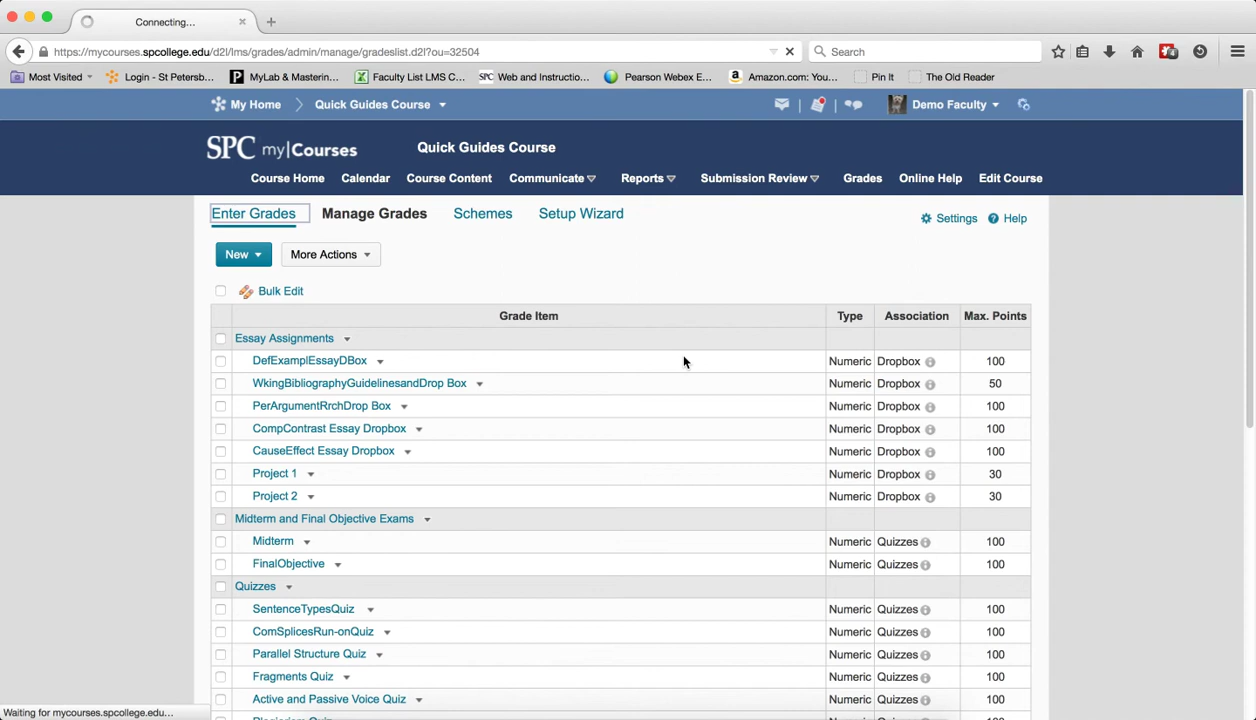 Connecting...
https://mycourses.spcollege.edu/d2l/lms/grades/admin/manage/gradeslist.d2l?ou=32504
Search
Most Visited Login - St Petersb... MyLab & Masterin... Faculty List LMS C... SPC Web and Instructio... Pearson Webex E... Amazon.com: You... Pin It The Old Reader
My Home Quick Guides Course Demo Faculty
SPC my|Courses Quick Guides Course
Course Home Calendar Course Content Communicate Reports Submission Review Grades Online Help Edit Course
Enter Grades Manage Grades Schemes Setup Wizard Settings Help
New More Actions
Bulk Edit
Grade Item Type Association Max. Points
Essay Assignments
DefExamplEssayDBox Numeric Dropbox 100
WkingBibliographyGuidelinesandDrop Box Numeric Dropbox 50
PerArgumentRrchDrop Box Numeric Dropbox 100
CompContrast Essay Dropbox Numeric Dropbox 100
CauseEffect Essay Dropbox Numeric Dropbox 100
Project 1 Numeric Dropbox 30
Project 2 Numeric Dropbox 30
Midterm and Final Objective Exams
Midterm Numeric Quizzes 100
FinalObjective Numeric Quizzes 100
Quizzes
SentenceTypesQuiz Numeric Quizzes 100
ComSplicesRun-onQuiz Numeric Quizzes 100
Parallel Structure Quiz Numeric Quizzes 100
Fragments Quiz Numeric Quizzes 100
Active and Passive Voice Quiz Numeric Quizzes 100
Waiting for mycourses.spcollege.edu...